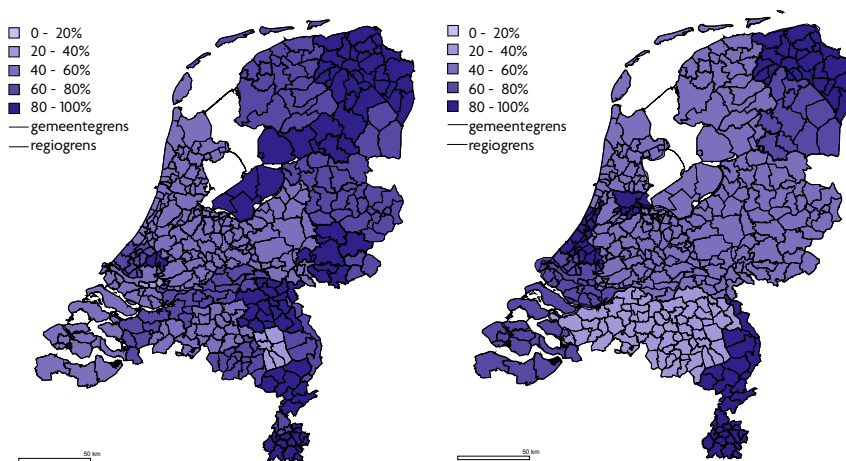 0 - 20%
20 - 40%
40 - 60%
60 - 80%
80 - 100%
gemeentegrens
regiogrens
50 km
0 - 20%
20 - 40%
40 - 60%
60 - 80%
80 - 100%
gemeentegrens
regiogrens
50 km